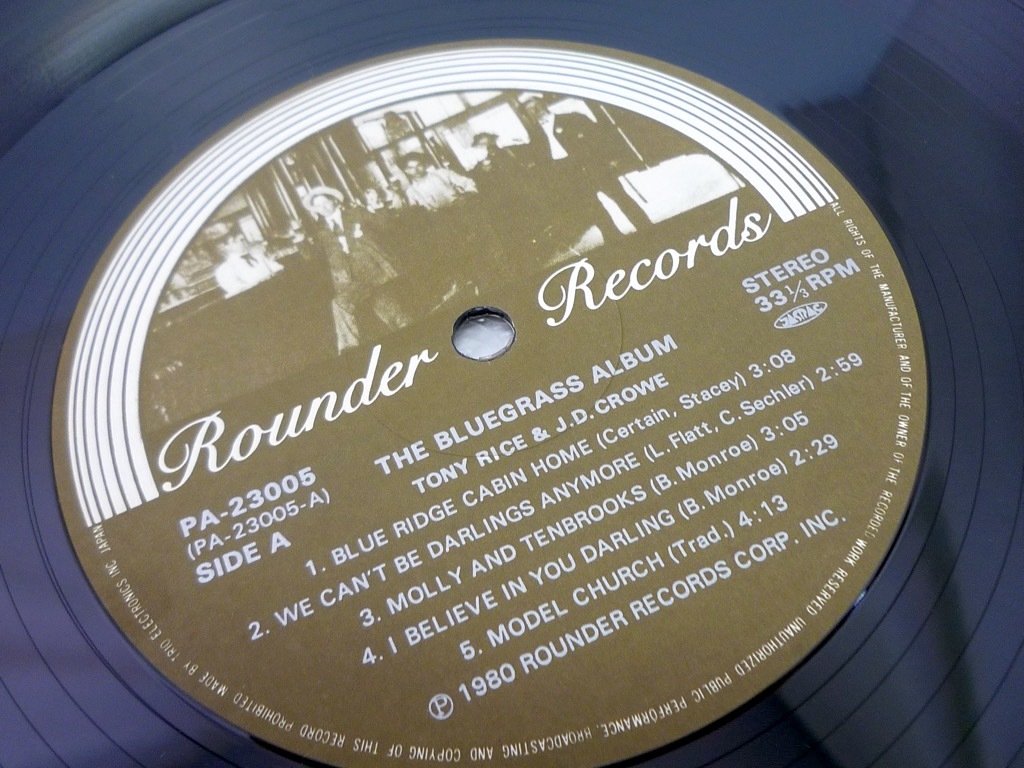 Rounder Records
STEREO
33⅓ RPM
JASRAC
PA-23005
(PA-23005-A)
SIDE A
THE BLUEGRASS ALBUM
TONY RICE & J.D. CROWE
1. BLUE RIDGE CABIN HOME (Certain, Stacey) 3:08
2. WE CAN'T BE DARLINGS ANYMORE (L. Flatt, C. Sechler) 2:59
3. MOLLY AND TENBROOKS (B. Monroe) 3:05
4. I BELIEVE IN YOU DARLING (B. Monroe) 2:29
5. MODEL CHURCH (Trad.) 4:13
Ⓟ 1980 ROUNDER RECORDS CORP. INC.
ALL RIGHTS OF THE MANUFACTURER AND OF THE OWNER OF THE RECORDED WORK RESERVED UNAUTHORIZED PUBLIC PERFORMANCE, BROADCASTING AND COPYING OF THIS RECORD PROHIBITED MADE BY TRIO ELECTRONICS INC, JAPAN